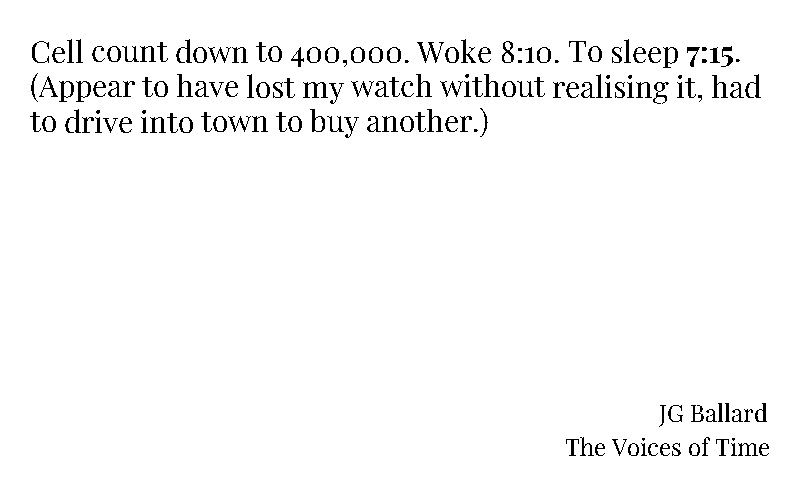 Cell count down to 400,000. Woke 8:10. To sleep 7:15.
(Appear to have lost my watch without realising it, had
to drive into town to buy another.)
JG Ballard
The Voices of Time